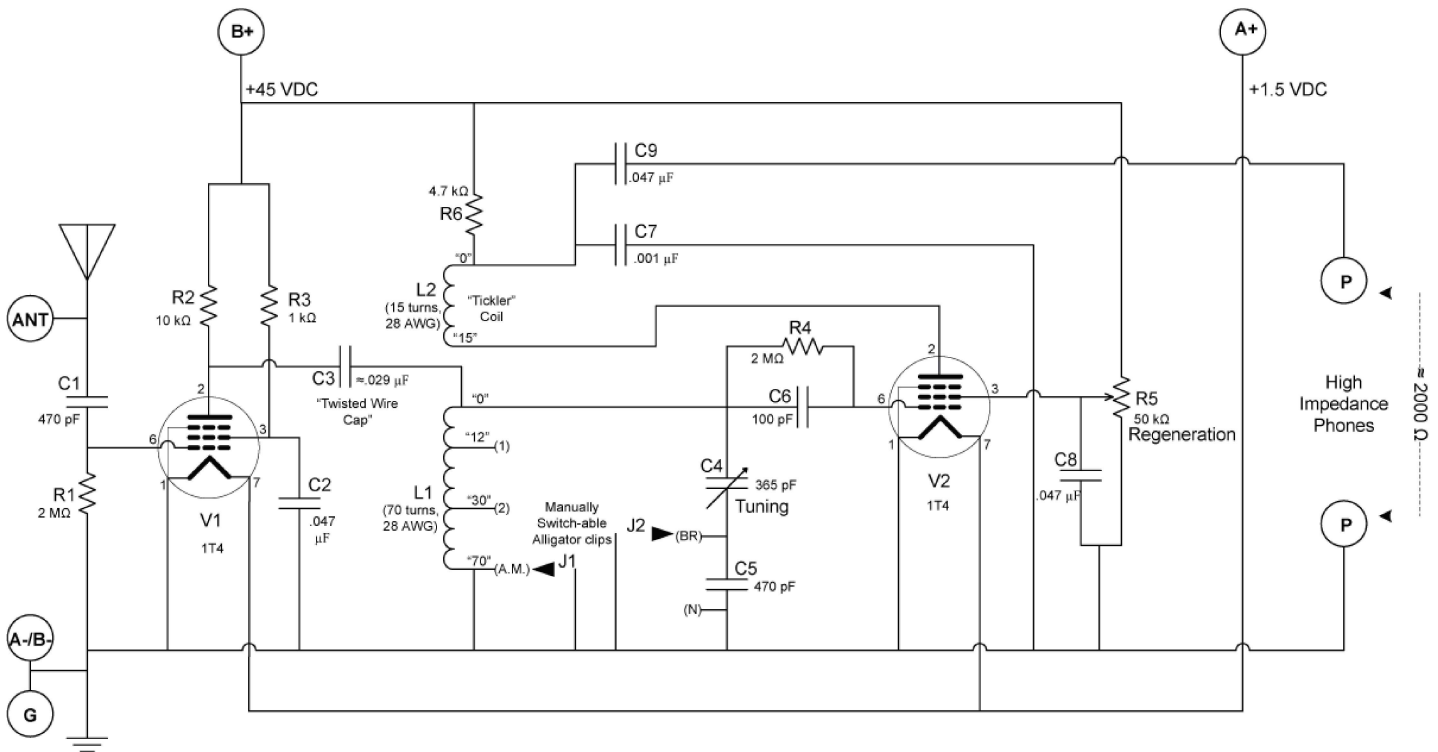 B+
A+
+45 VDC
+1.5 VDC
C9
.047 µF
4.7 kΩ
R6
C7
.001 µF
"0"
L2
(15 turns,
28 AWG)
"Tickler"
Coil
"15"
ANT
R2
10 kΩ
R3
1 kΩ
C3
≈.029 µF
"Twisted Wire
Cap"
R4
2 MΩ
C6
100 pF
C1
470 pF
R1
2 MΩ
2
6
3
1
7
V1
1T4
C2
.047
µF
"0"
"12"
(1)
"30"
(2)
L1
(70 turns,
28 AWG)
"70"
(A.M.)
J1
Manually
Switch-able
Alligator clips
J2
(BR)
C4
365 pF
Tuning
C5
470 pF
(N)
2
6
3
1
7
V2
1T4
R5
50 kΩ
Regeneration
C8
.047 µF
P
High
Impedance
Phones
≈ 2000 Ω
P
A-/B-
G